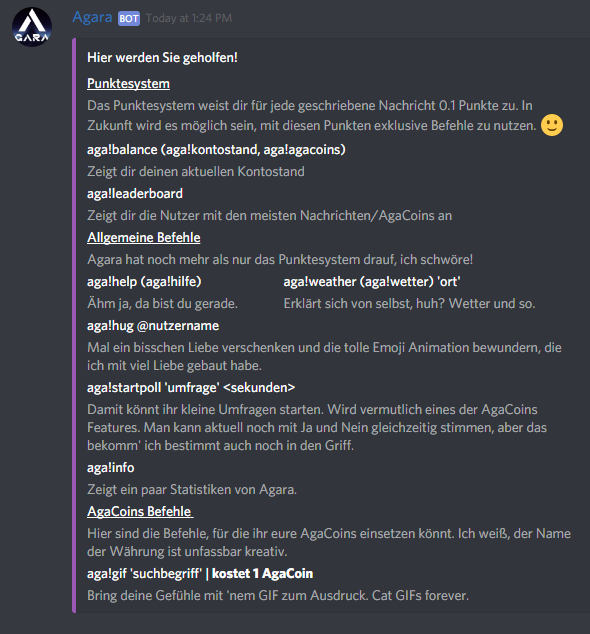 GARA
Agara BOT Today at 1:24 PM
Hier werden Sie geholfen!
Punktesystem
Das Punktesystem weist dir für jede geschriebene Nachricht 0.1 Punkte zu. In
Zukunft wird es möglich sein, mit diesen Punkten exklusive Befehle zu nutzen. 🙂
aga!balance (aga!kontostand, aga!agacoins)
Zeigt dir deinen aktuellen Kontostand
aga!leaderboard
Zeigt dir die Nutzer mit den meisten Nachrichten/AgaCoins an
Allgemeine Befehle
Agara hat noch mehr als nur das Punktesystem drauf, ich schwöre!
aga!help (aga!hilfe) aga!weather (aga!wetter) 'ort'
Ähm ja, da bist du gerade. Erklärt sich von selbst, huh? Wetter und so.
aga!hug @nutzername
Mal ein bisschen Liebe verschenken und die tolle Emoji Animation bewundern, die
ich mit viel Liebe gebaut habe.
aga!startpoll 'umfrage' <sekunden>
Damit könnt ihr kleine Umfragen starten. Wird vermutlich eines der AgaCoins
Features. Man kann aktuell noch mit Ja und Nein gleichzeitig stimmen, aber das
bekomm' ich bestimmt auch noch in den Griff.
aga!info
Zeigt ein paar Statistiken von Agara.
AgaCoins Befehle
Hier sind die Befehle, für die ihr eure AgaCoins einsetzen könnt. Ich weiß, der Name
der Währung ist unfassbar kreativ.
aga!gif 'suchbegriff' | kostet 1 AgaCoin
Bring deine Gefühle mit 'nem GIF zum Ausdruck. Cat GIFs forever.